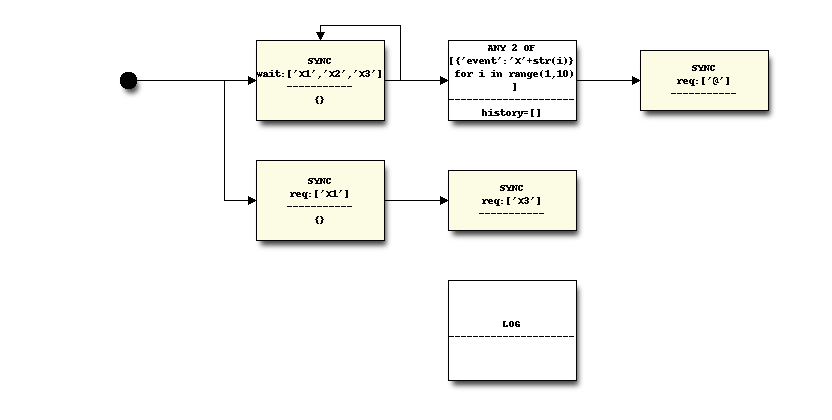 SYNC
wait:['x1','x2','x3']
-----------
{}
ANY 2 OF
[{'event':'x'+str(i)}
for i in range(1,10)
]
---------------------
history=[]
SYNC
req:['@']
-----------
SYNC
req:['x1']
-----------
{}
SYNC
req:['x3']
-----------
LOG
---------------------